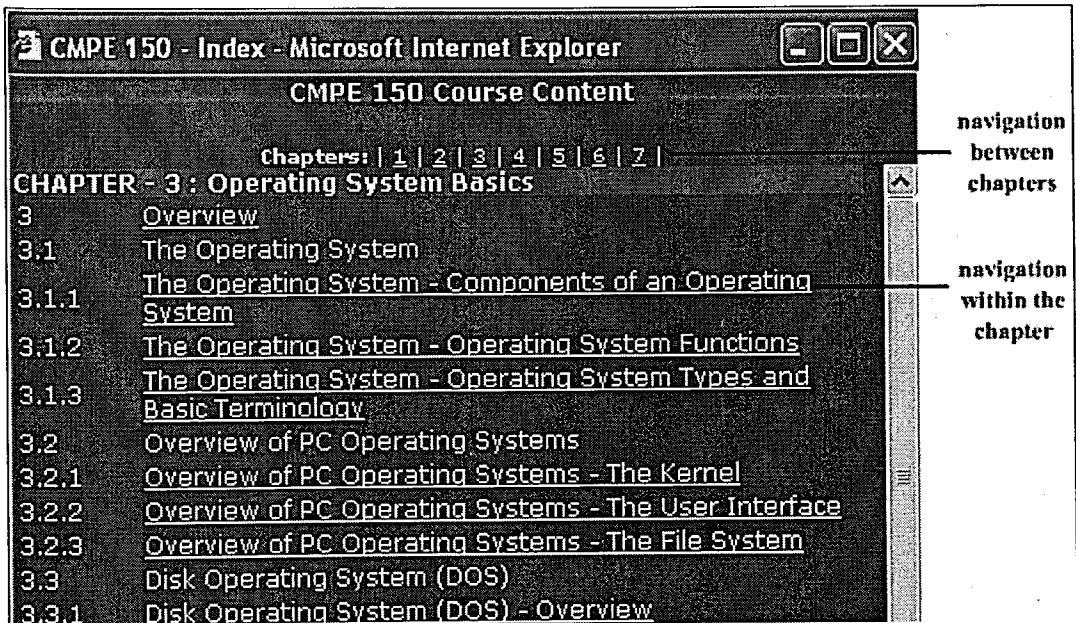 CMPE 150 - Index - Microsoft Internet Explorer
CMPE 150 Course Content
Chapters: | 1 | 2 | 3 | 4 | 5 | 6 | 7 |
CHAPTER - 3 : Operating System Basics
3 Overview
3.1 The Operating System
3.1.1 The Operating System - Components of an Operating
System
3.1.2 The Operating System - Operating System Functions
3.1.3 The Operating System - Operating System Types and
Basic Terminology
3.2 Overview of PC Operating Systems
3.2.1 Overview of PC Operating Systems - The Kernel
3.2.2 Overview of PC Operating Systems - The User Interface
3.2.3 Overview of PC Operating Systems - The File System
3.3 Disk Operating System (DOS)
3.3.1 Disk Operating System (DOS) - Overview
navigation
between
chapters
navigation
within the
chapter